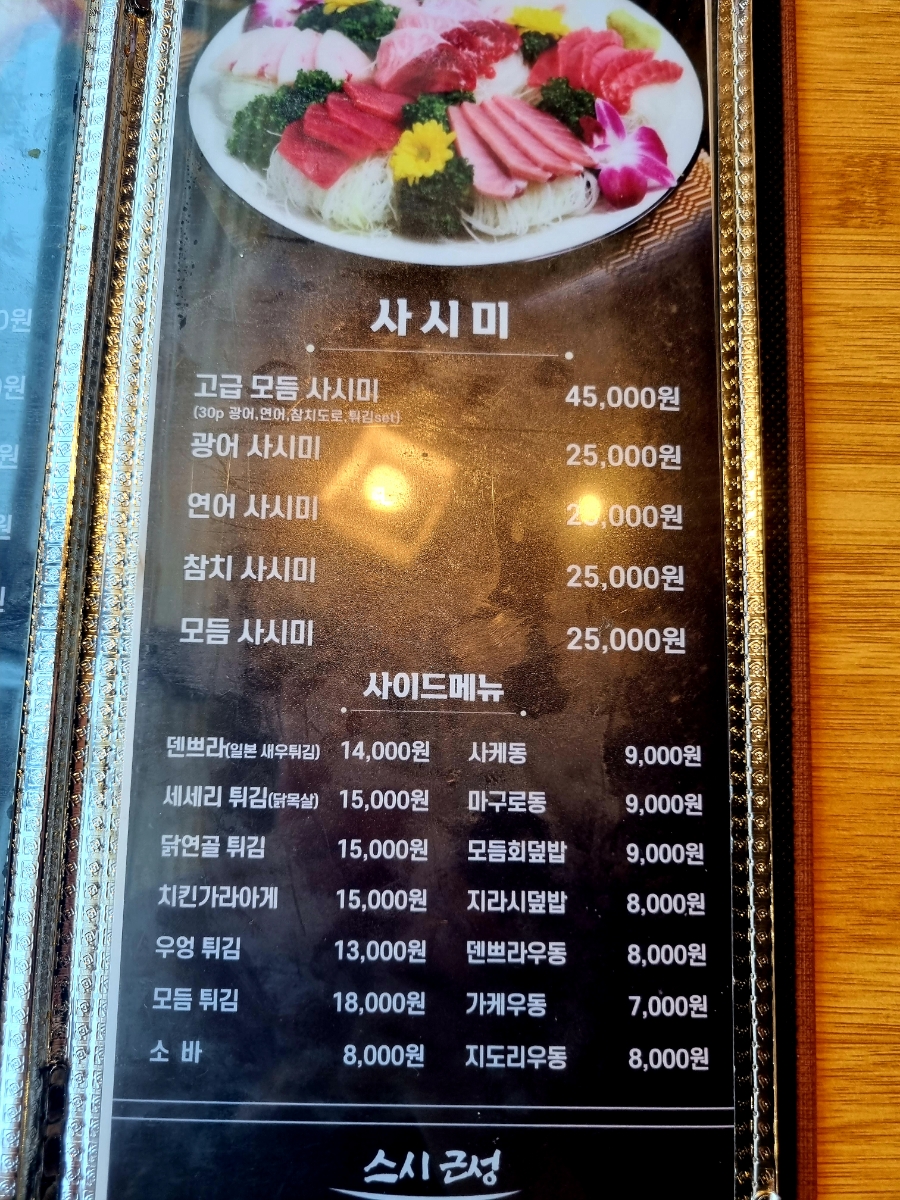 사시미
고급 모듬 사시미 45,000원
(30p 광어,연어,참치도로,튀김set)
광어 사시미 25,000원
연어 사시미
참치 사시미 25,000원
모듬 사시미 25,000원
사이드메뉴
덴쁘라(일본 새우튀김) 14,000원 사케동 9,000원
세세리 튀김(닭목살) 15,000원 마구로동 9,000원
닭연골 튀김 15,000원 모듬회덮밥 9,000원
치킨가라아게 15,000원 지라시덮밥 8,000원
우엉 튀김 13,000원 덴쁘라우동 8,000원
모듬 튀김 18,000원 가케우동 7,000원
소 바 8,000원 지도리우동 8,000원
스시 근성